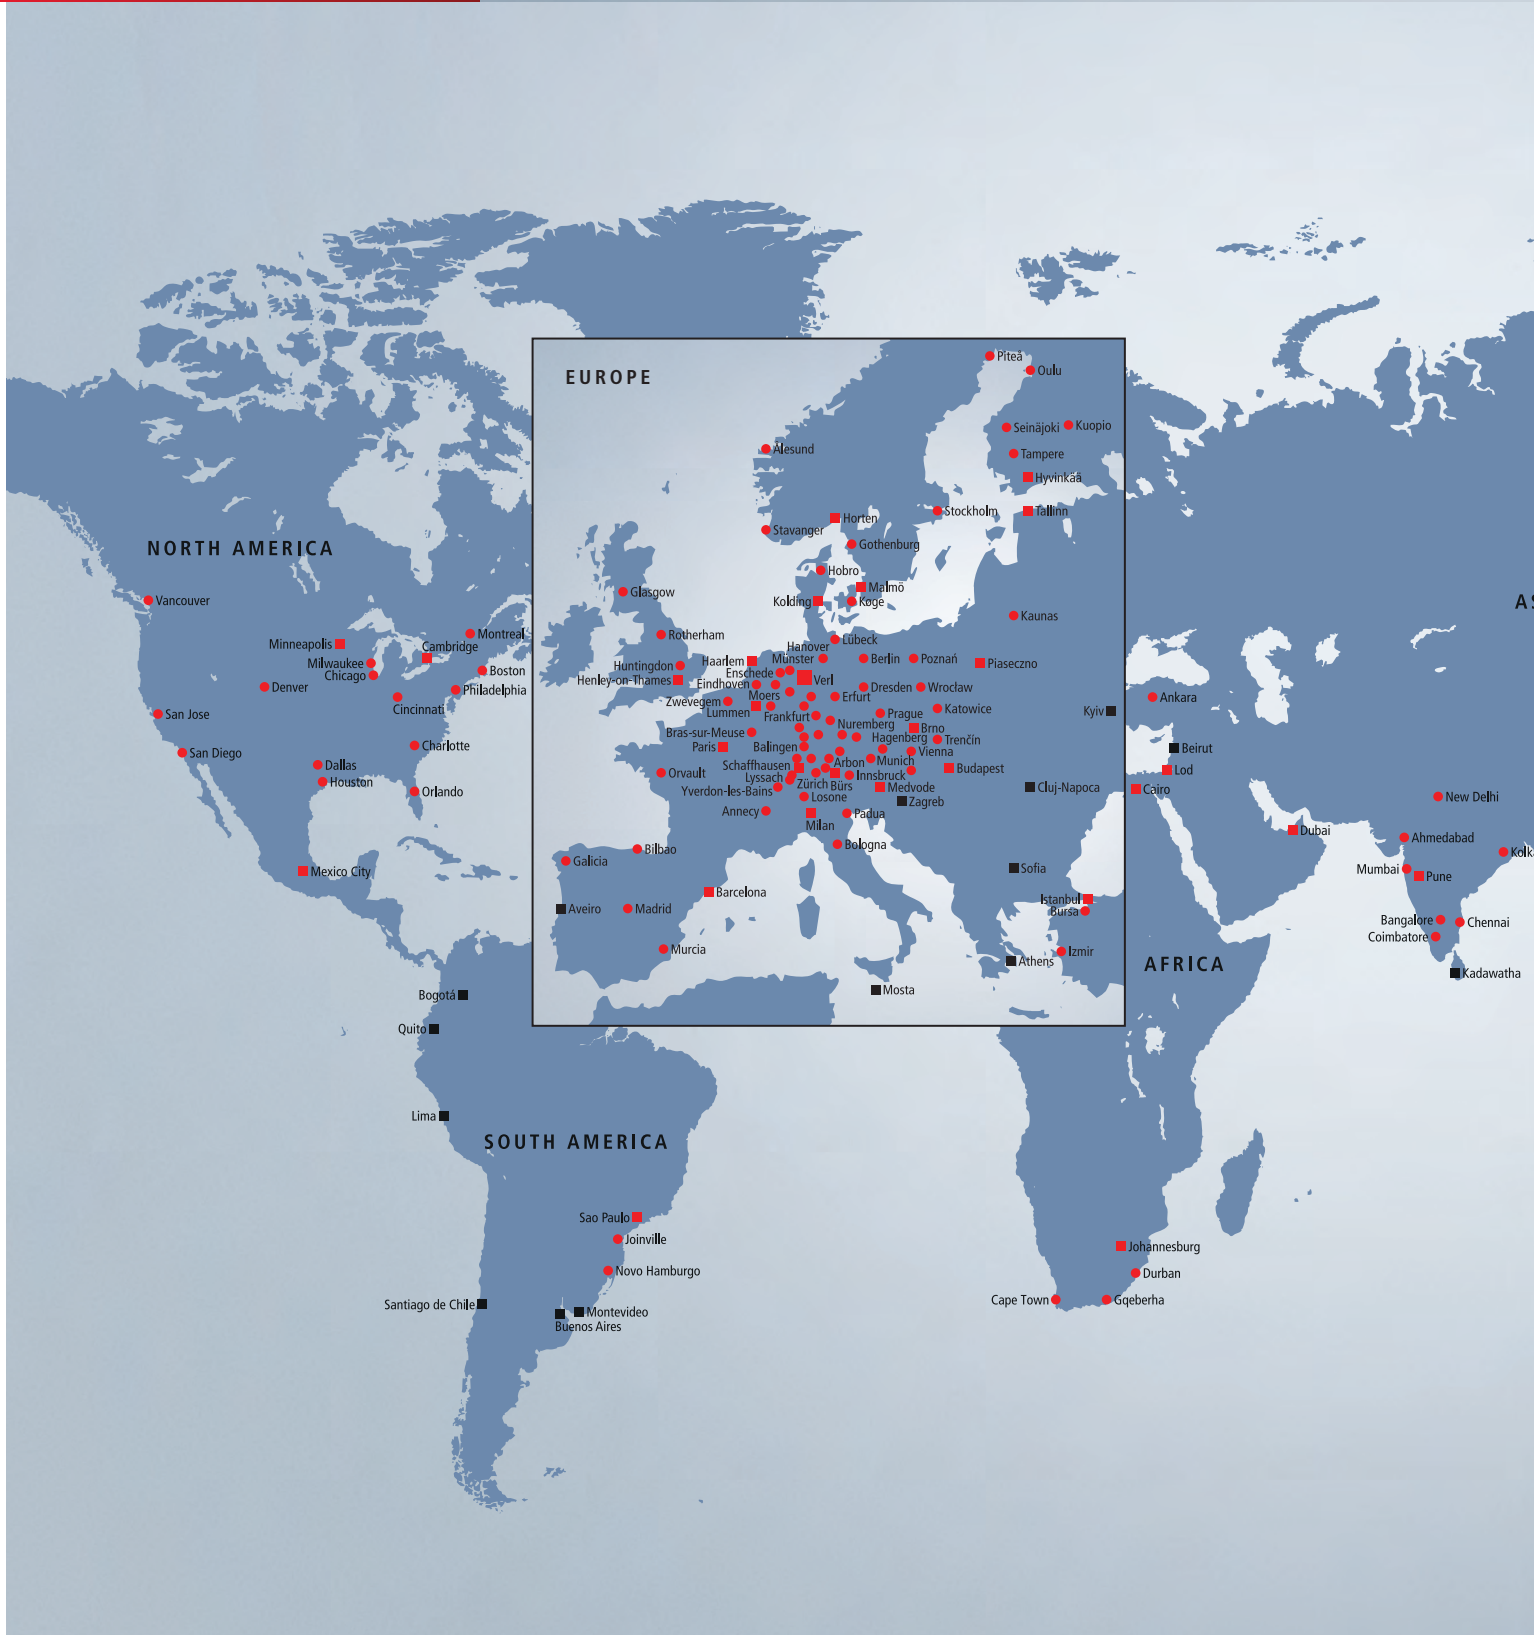 EUROPE
Piteå
Oulu
Seinäjoki
Kuopio
Tampere
Hyvinkää
Ålesund
Stockholm
Tallinn
Horten
Stavanger
Gothenburg
Hobro
Malmö
Kolding
Køge
Glasgow
Rotherham
Kaunas
Lübeck
Hanover
Huntingdon
Haarlem
Münster
Berlin
Poznań
Piaseczno
Henley-on-Thames
Enschede
Verl
Eindhoven
Dresden
Wrocław
Moers
Erfurt
Zwevegem
Lummen
Frankfurt
Prague
Katowice
Nuremberg
Brno
Bras-sur-Meuse
Hagenberg
Trenčín
Paris
Balingen
Vienna
Schaffhausen
Arbon
Munich
Budapest
Orvault
Lyssach
Innsbruck
Zürich
Bürs
Yverdon-les-Bains
Medvode
Cluj-Napoca
Losone
Zagreb
Annecy
Milan
Padua
Bologna
Bilbao
Galicia
Sofia
Barcelona
Istanbul
Aveiro
Madrid
Bursa
Murcia
Izmir
Athens
Mosta
NORTH AMERICA
Vancouver
Montreal
Minneapolis
Cambridge
Milwaukee
Boston
Chicago
Denver
Philadelphia
Cincinnati
San Jose
Charlotte
San Diego
Dallas
Houston
Orlando
Mexico City
Bogotá
Quito
Lima
SOUTH AMERICA
Sao Paulo
Joinville
Novo Hamburgo
Santiago de Chile
Montevideo
Buenos Aires
AS
Ankara
Kyiv
Beirut
Lod
Cairo
New Delhi
Dubai
Ahmedabad
Kolk
Mumbai
Pune
Bangalore
Chennai
Coimbatore
Kadawatha
AFRICA
Johannesburg
Durban
Cape Town
Gqeberha